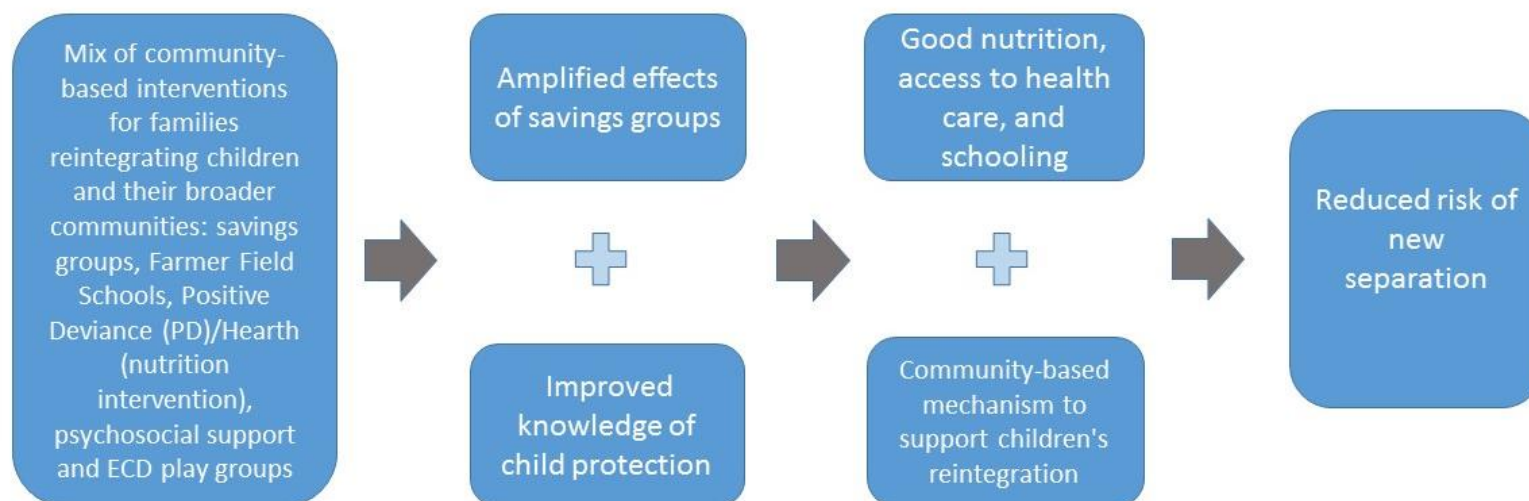 Mix of community-
based interventions
for families
reintegrating children
and their broader
communities: savings
groups, Farmer Field
Schools, Positive
Deviance (PD)/Hearth
(nutrition
intervention),
psychosocial support
and ECD play groups
Amplified effects
of savings groups
Improved
knowledge of
child protection
Good nutrition,
access to health
care, and
schooling
Community-based
mechanism to
support children's
reintegration
Reduced risk of
new
separation